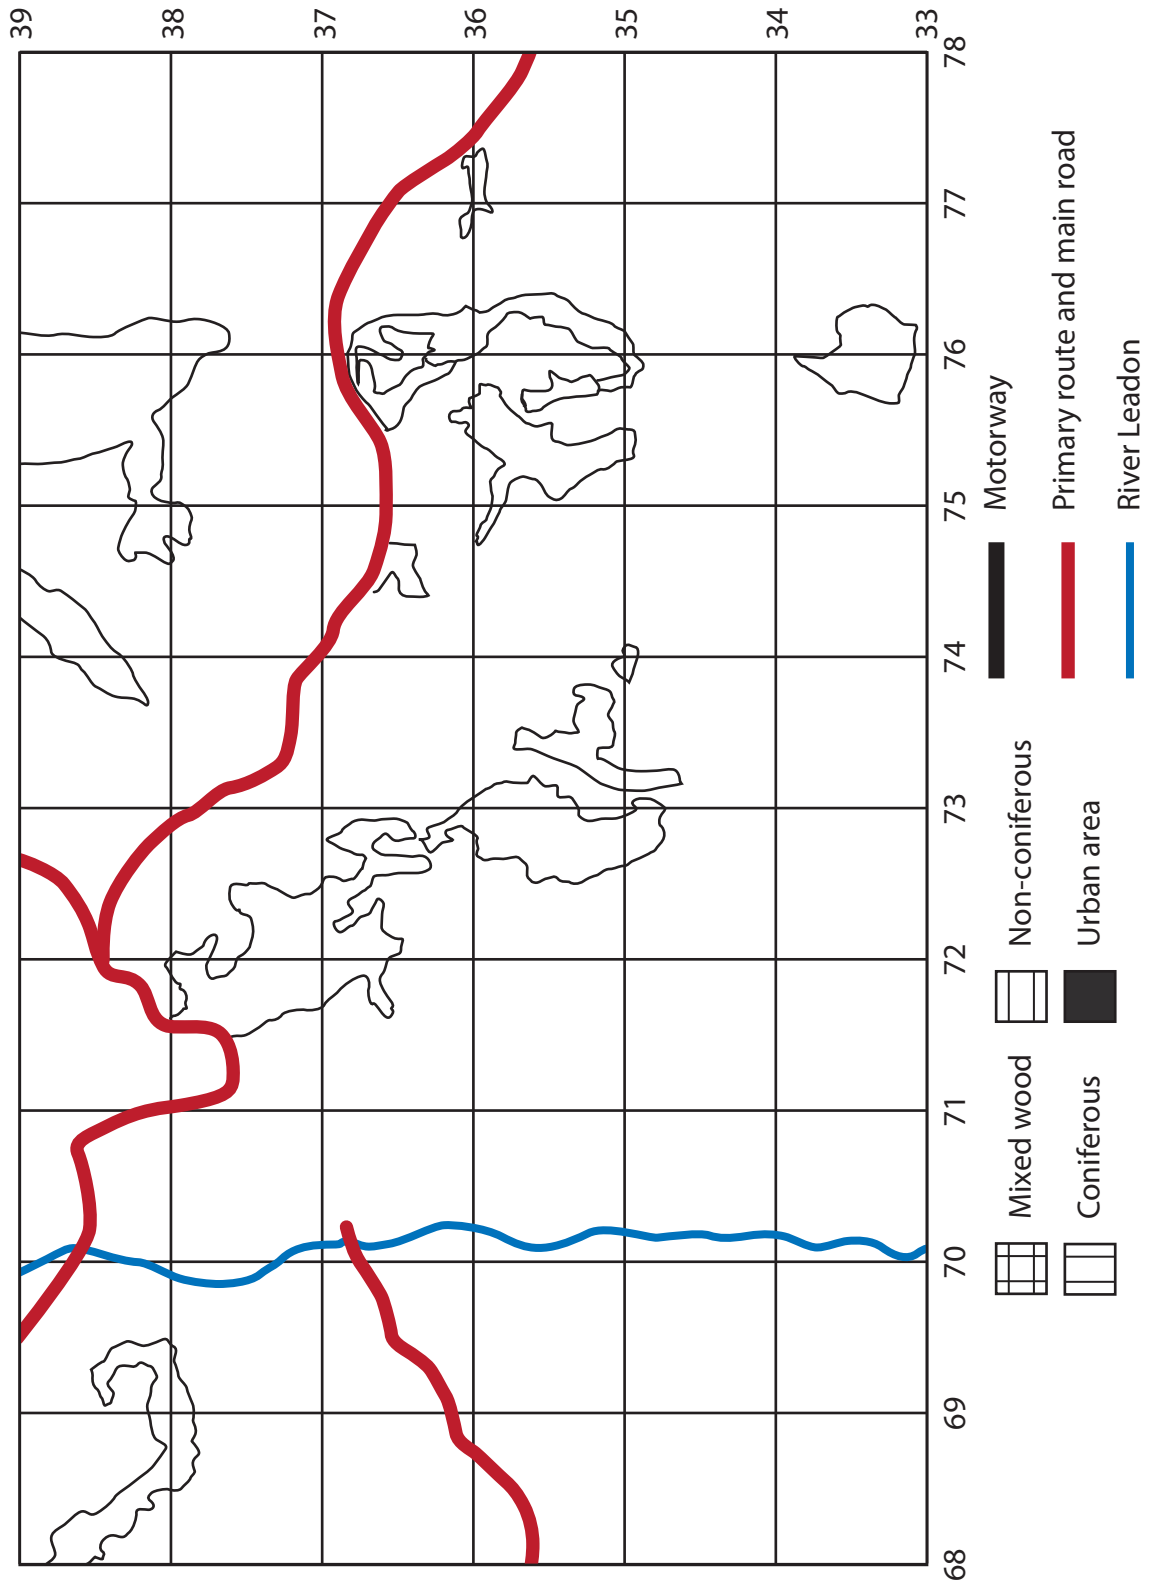 39
38
37
36
35
34
33
68
69
70
71
72
73
74
75
76
77
78
Mixed wood
Non-coniferous
Motorway
Coniferous
Urban area
Primary route and main road
River Leadon